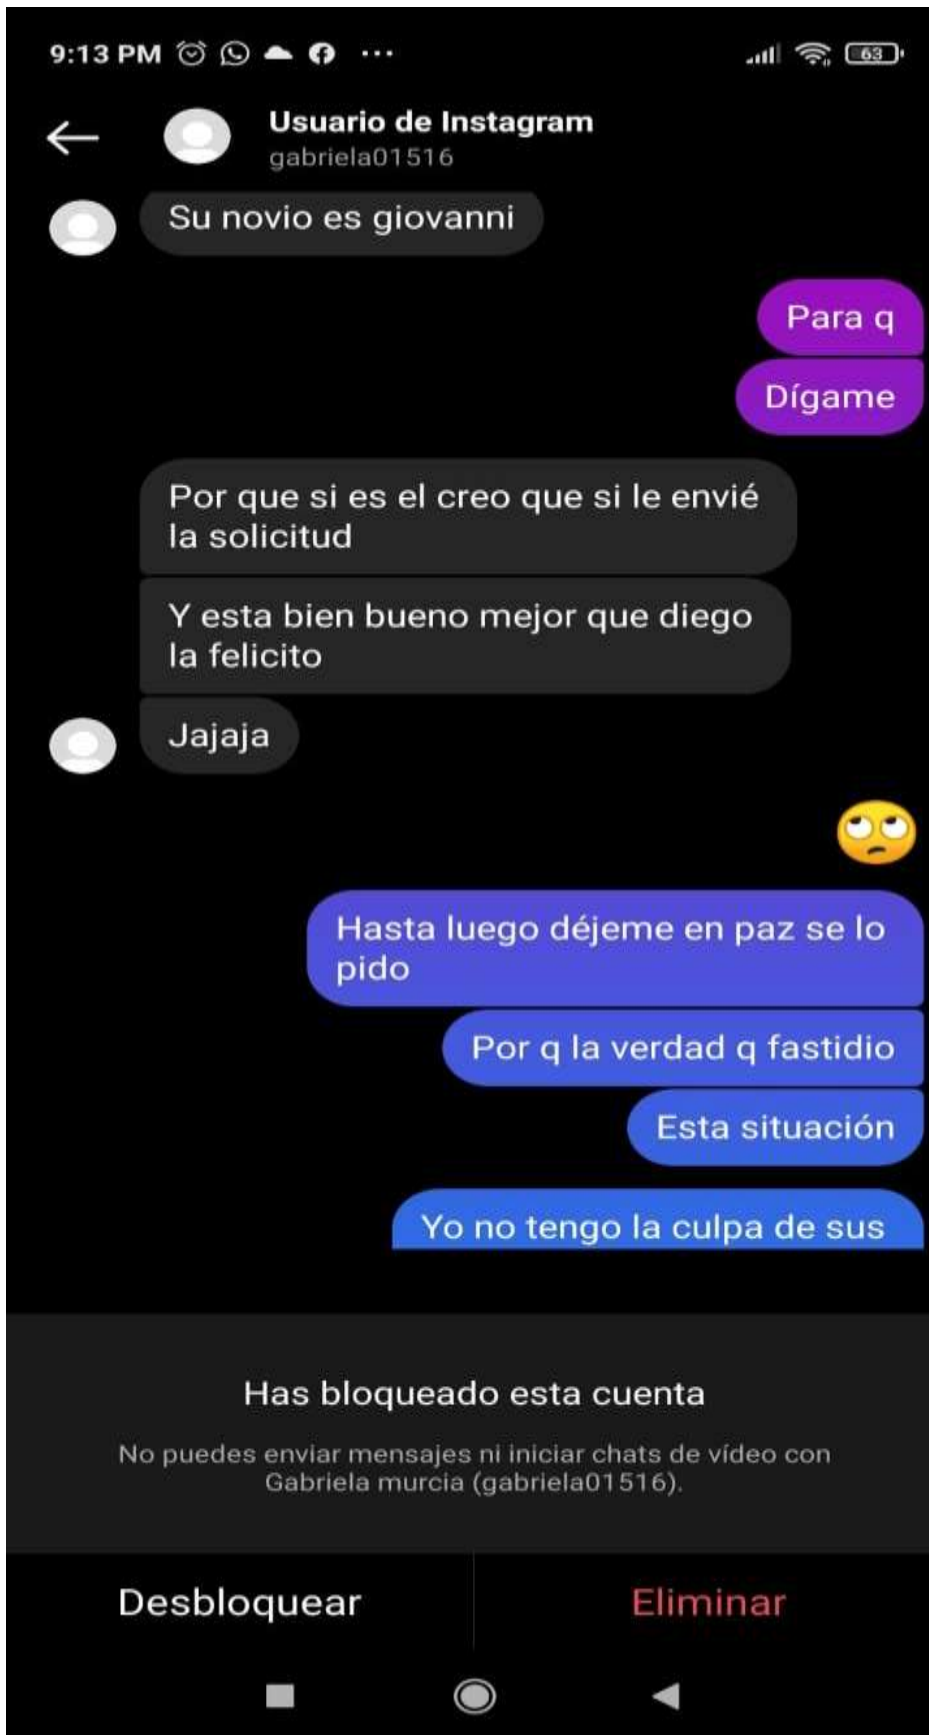 9:13 PM
63
Usuario de Instagram
gabriela01516
Su novio es giovanni
Para q
Dígame
Por que si es el creo que si le envié
la solicitud
Y esta bien bueno mejor que diego
la felicito
Jajaja
Hasta luego déjeme en paz se lo
pido
Por q la verdad q fastidio
Esta situación
Yo no tengo la culpa de sus
Has bloqueado esta cuenta
No puedes enviar mensajes ni iniciar chats de vídeo con
Gabriela murcia (gabriela01516).
Desbloquear
Eliminar